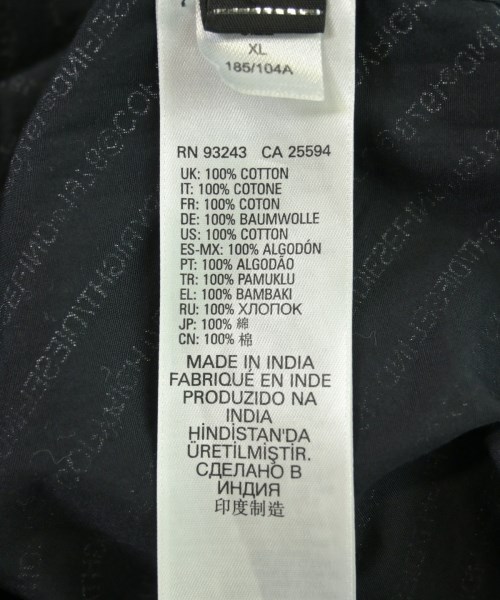 XL
185/104A
RN 93243 CA 25594
UK: 100% COTTON
IT: 100% COTONE
FR: 100% COTON
DE: 100% BAUMWOLLE
US: 100% COTTON
ES-MX: 100% ALGODÓN
PT: 100% ALGODÃO
TR: 100% PAMUKLU
EL: 100% BAMBAKI
RU: 100% ХЛОПОК
JP: 100% 綿
CN: 100% 棉
MADE IN INDIA
FABRIQUÉ EN INDE
PRODUZIDO NA
INDIA
HİNDİSTAN'DA
ÜRETİLMİŞTİR.
СДЕЛАНО В
ИНДИЯ
印度制造